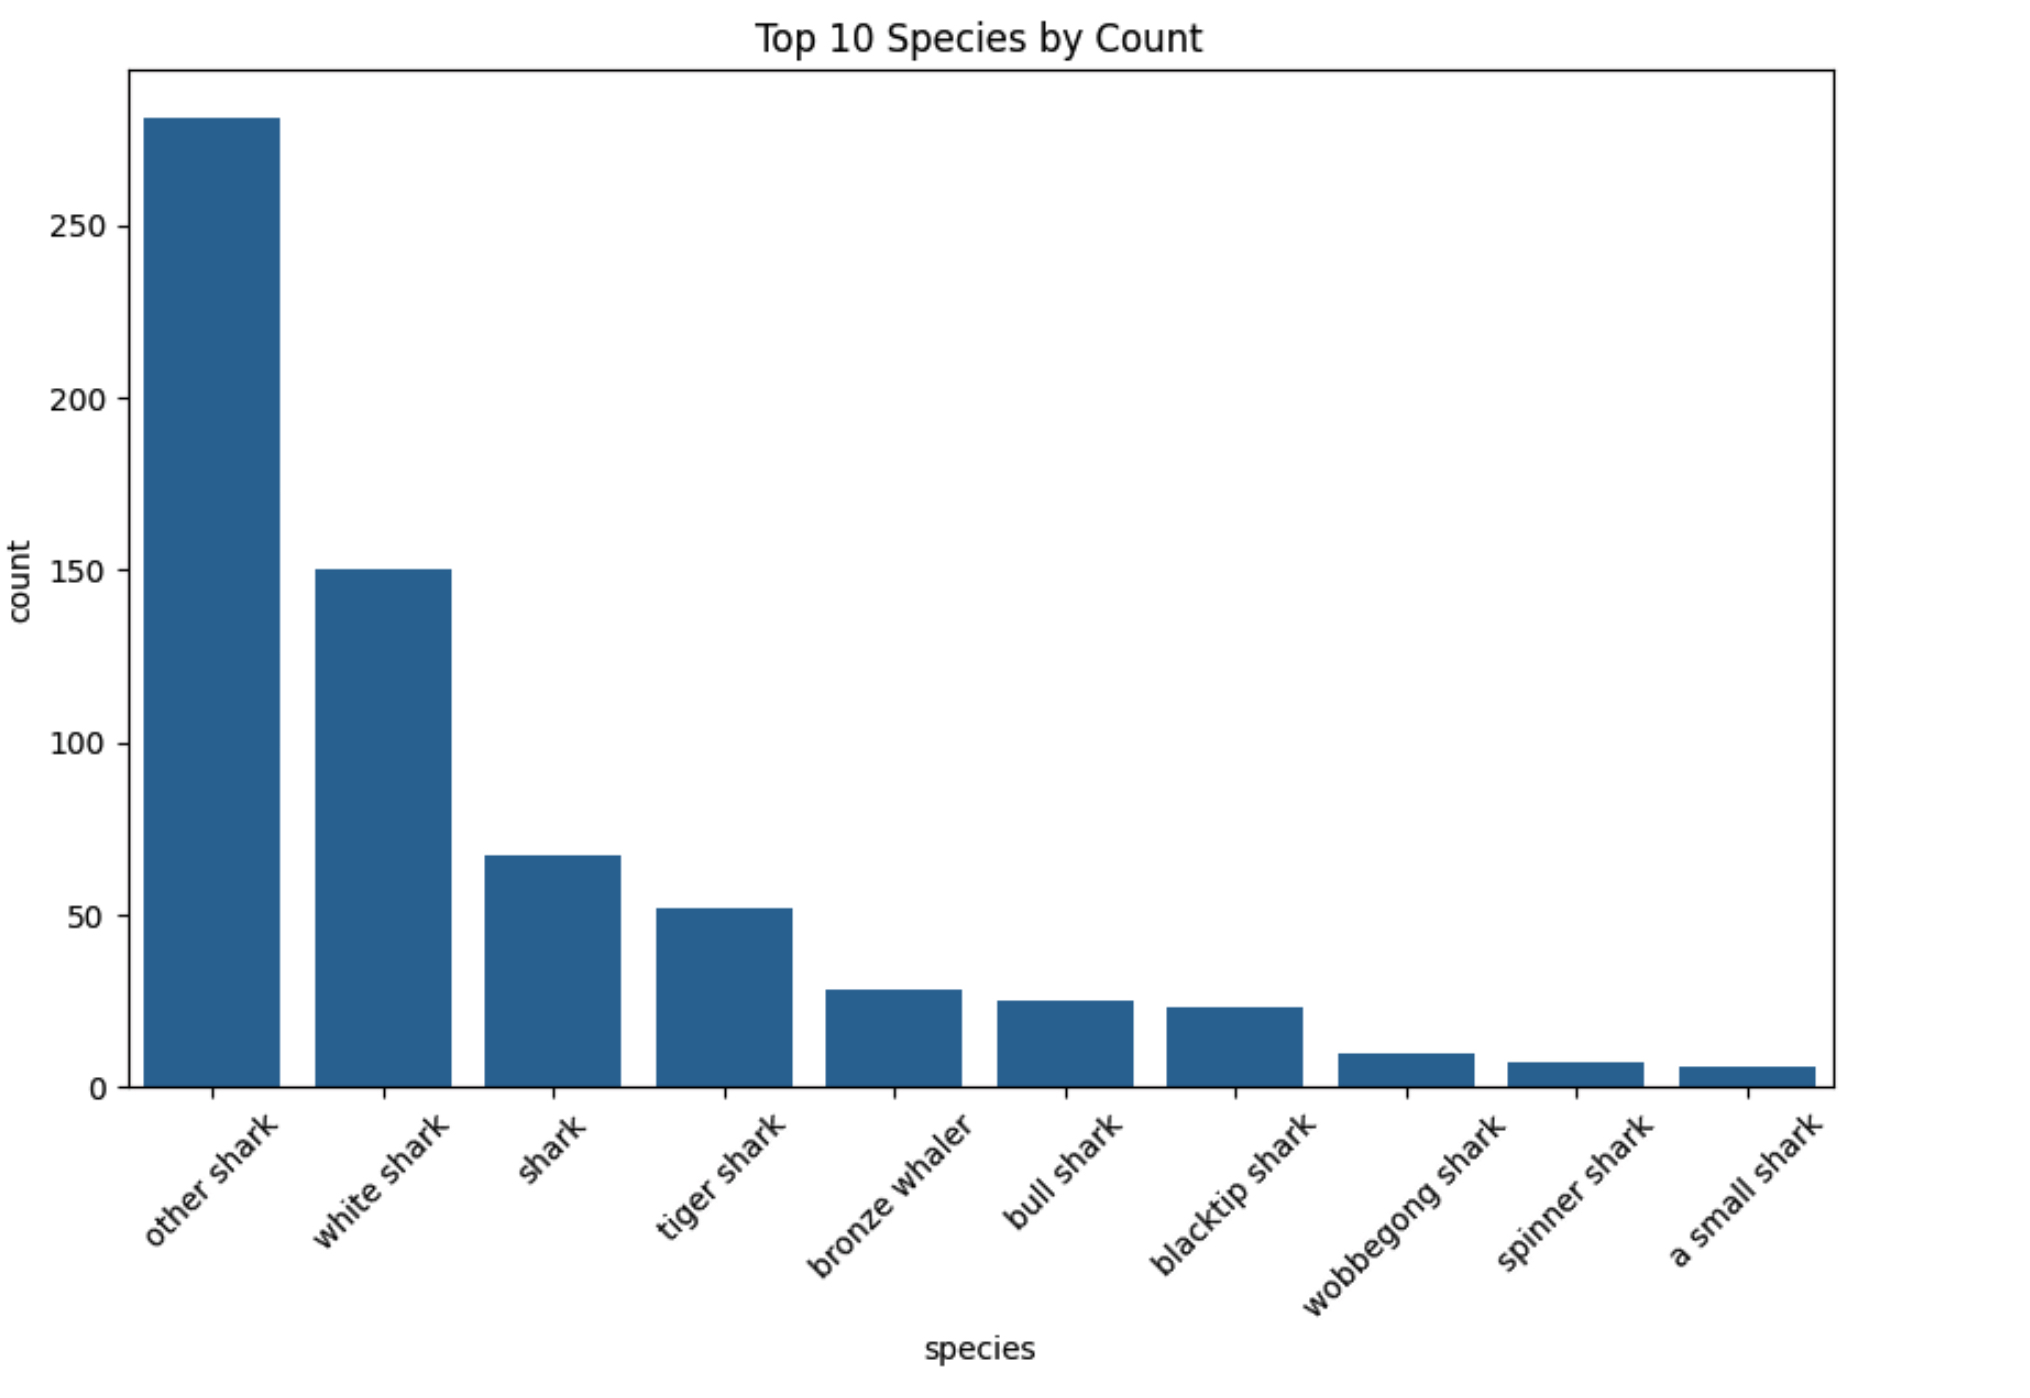 Top 10 Species by Count
250
200
150
100
50
0
count
other shark
white shark
shark
tiger shark
bronze whaler
bull shark
blacktip shark
wobbegong shark
spinner shark
a small shark
species